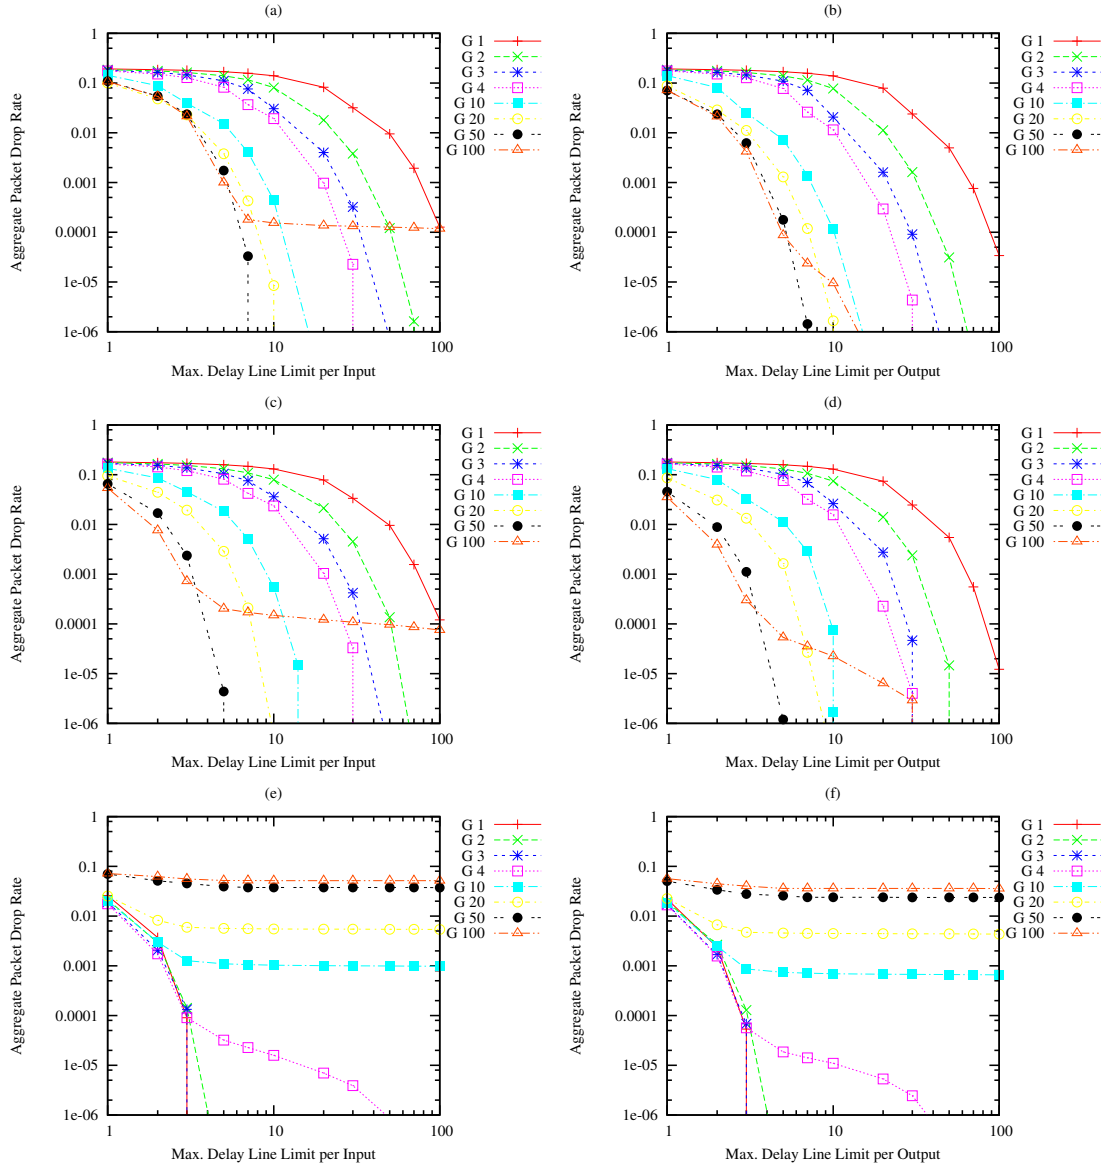 (a)
Aggregate Packet Drop Rate
1
0.1
0.01
0.001
0.0001
1e-05
1e-06
1
10
100
Max. Delay Line Limit per Input
G 1
G 2
G 3
G 4
G 10
G 20
G 50
G 100
(b)
Aggregate Packet Drop Rate
1
0.1
0.01
0.001
0.0001
1e-05
1e-06
1
10
100
Max. Delay Line Limit per Output
G 1
G 2
G 3
G 4
G 10
G 20
G 50
G 100
(c)
Aggregate Packet Drop Rate
1
0.1
0.01
0.001
0.0001
1e-05
1e-06
1
10
100
Max. Delay Line Limit per Input
G 1
G 2
G 3
G 4
G 10
G 20
G 50
G 100
(d)
Aggregate Packet Drop Rate
1
0.1
0.01
0.001
0.0001
1e-05
1e-06
1
10
100
Max. Delay Line Limit per Output
G 1
G 2
G 3
G 4
G 10
G 20
G 50
G 100
(e)
Aggregate Packet Drop Rate
1
0.1
0.01
0.001
0.0001
1e-05
1e-06
1
10
100
Max. Delay Line Limit per Input
G 1
G 2
G 3
G 4
G 10
G 20
G 50
G 100
(f)
Aggregate Packet Drop Rate
1
0.1
0.01
0.001
0.0001
1e-05
1e-06
1
10
100
Max. Delay Line Limit per Output
G 1
G 2
G 3
G 4
G 10
G 20
G 50
G 100